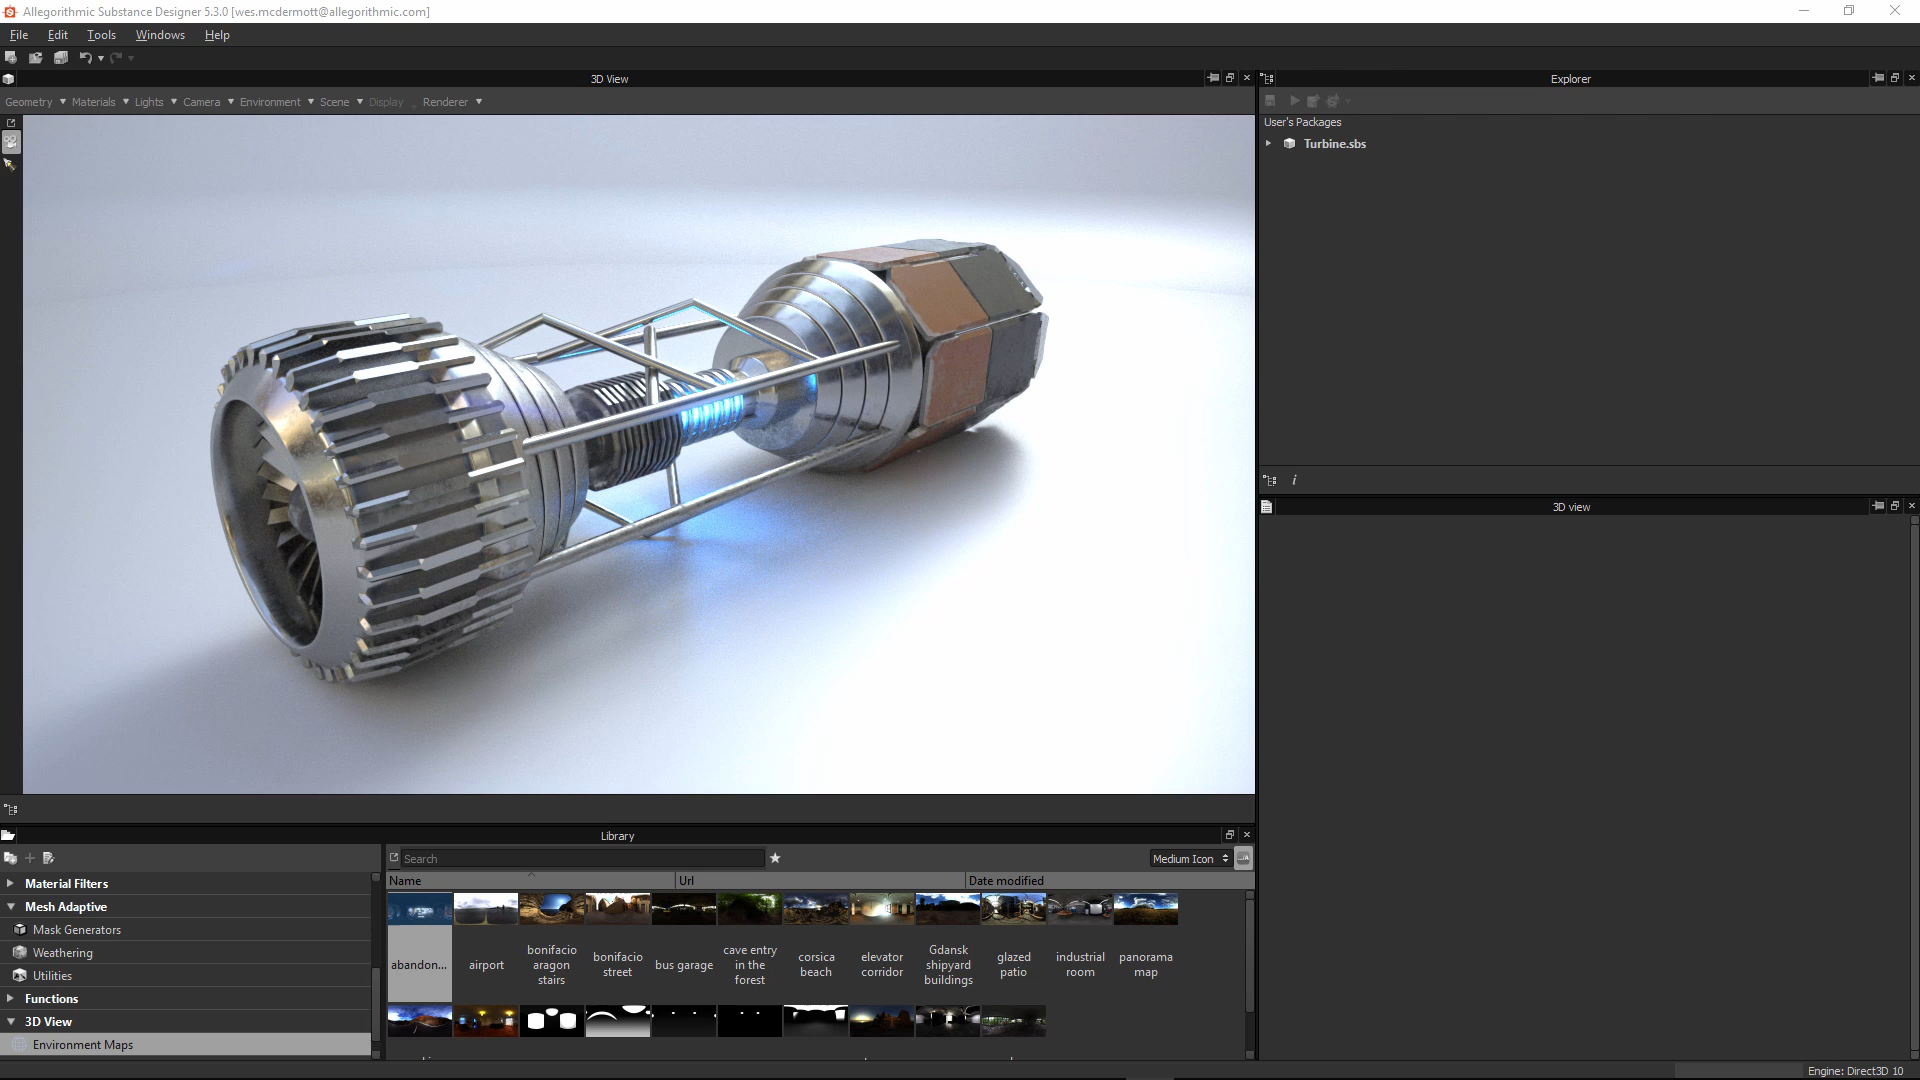 Allegorithmic Substance Designer 5.3.0 [wes.mcdermott@allegorithmic.com]
File Edit Tools Windows Help
3D View
Explorer
Geometry Materials Lights Camera Environment Scene Display Renderer
User's Packages
Turbine.sbs
i
3D view
Library
Search
Medium Icon
Name Url Date modified
Material Filters
Mesh Adaptive
Mask Generators
Weathering
Utilities
Functions
3D View
Environment Maps
abandon...
airport
bonifacio
aragon
stairs
bonifacio
street
bus garage
cave entry
in the
forest
corsica
beach
elevator
corridor
Gdansk
shipyard
buildings
glazed
patio
industrial
room
panorama
map
Engine: Direct3D 10